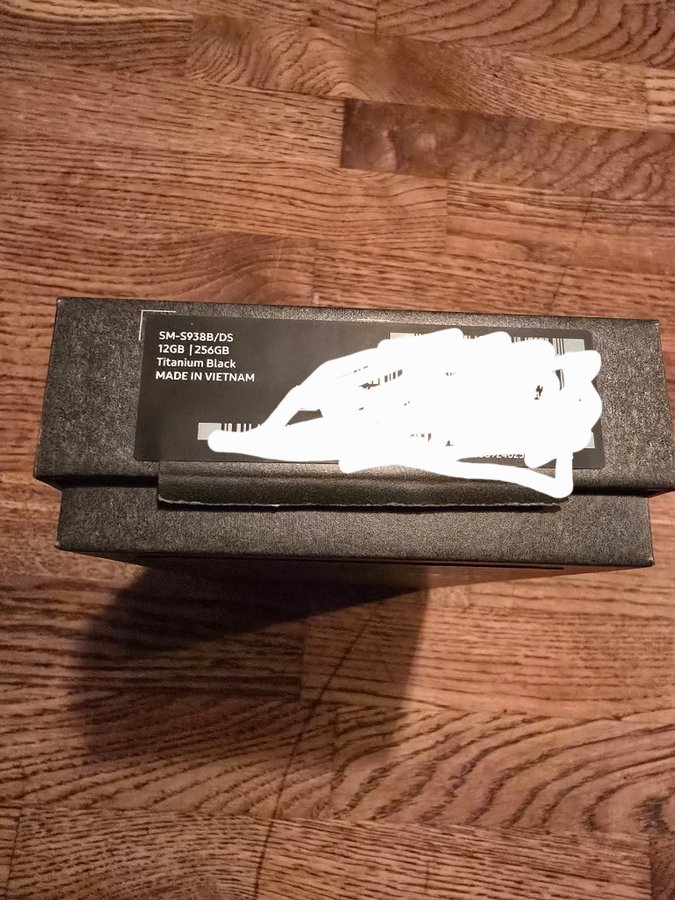 SM-S938B/DS
12GB | 256GB
Titanium Black
MADE IN VIETNAM